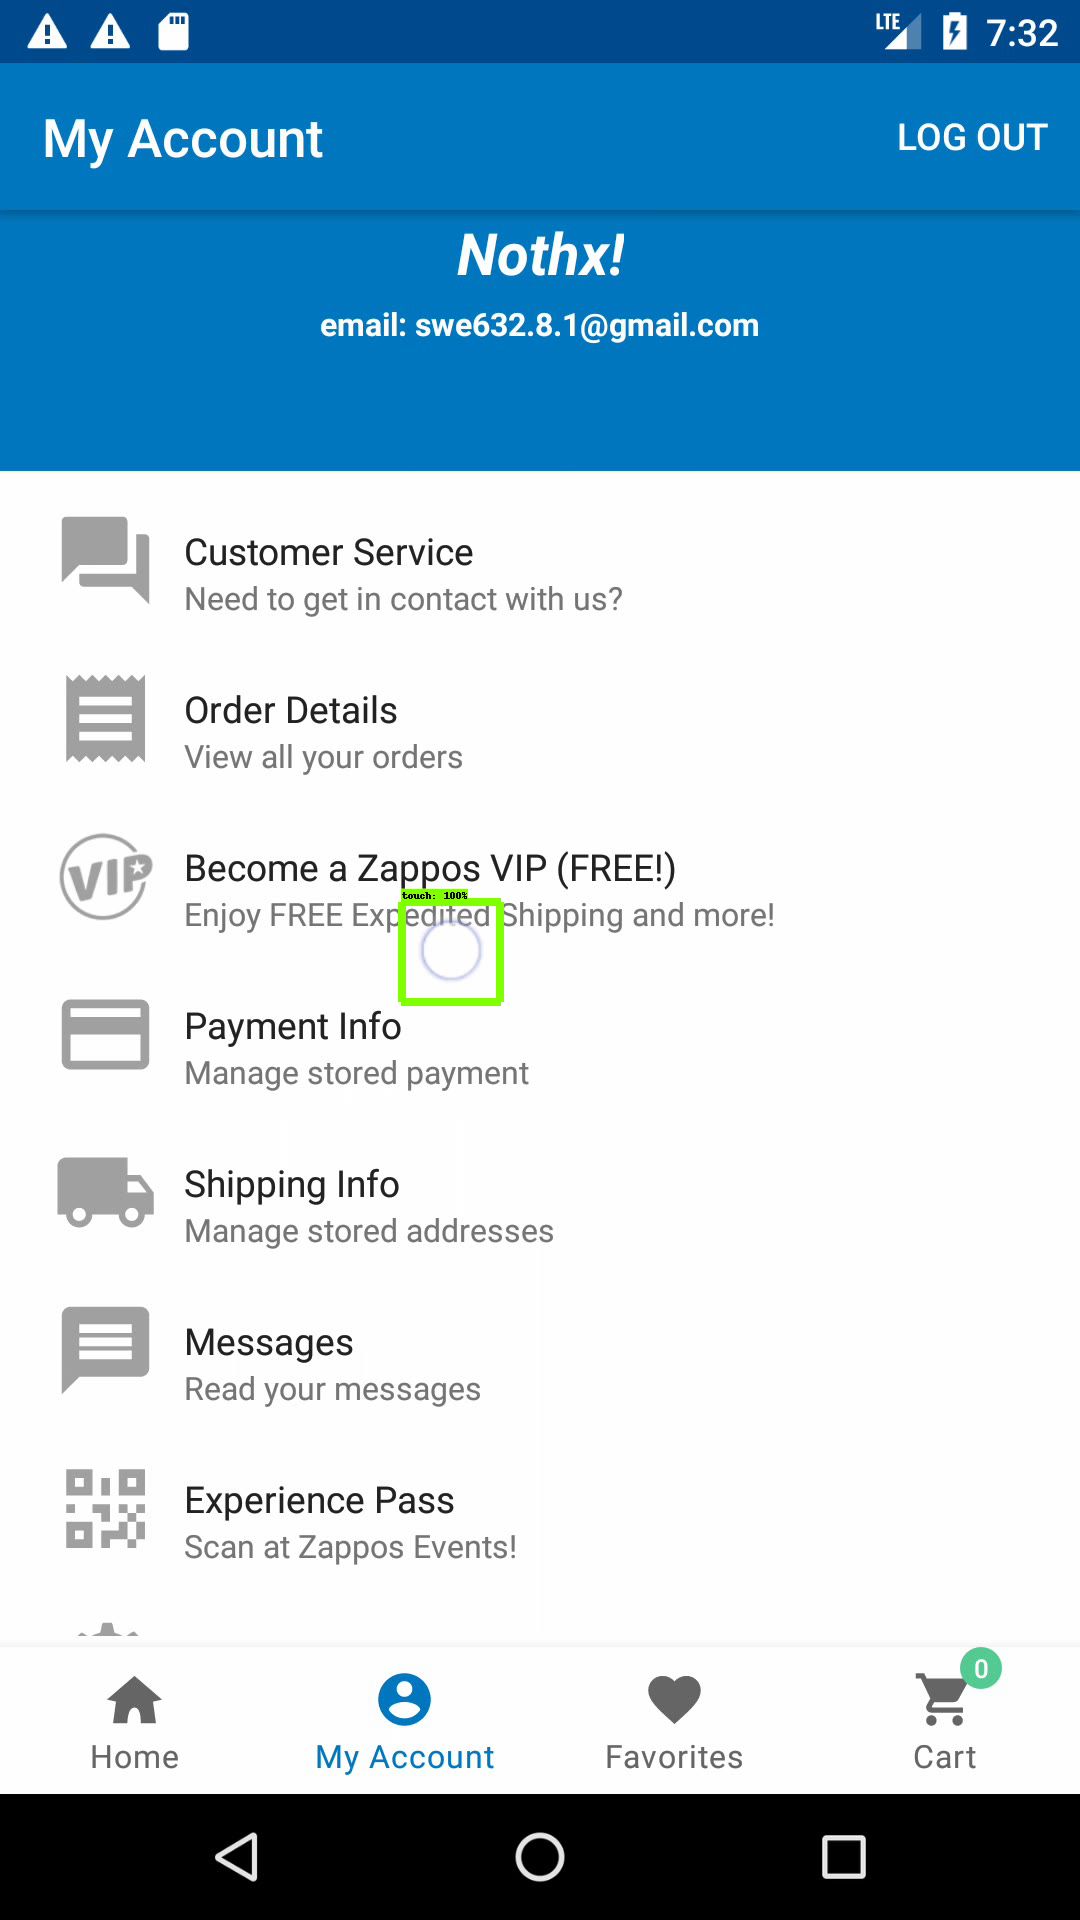 LTE 7:32
My Account LOG OUT
Nothx!
email: swe632.8.1@gmail.com
Customer Service
Need to get in contact with us?
Order Details
View all your orders
VIP
Become a Zappos VIP (FREE!)
touch: 100%
Enjoy FREE Expedited Shipping and more!
Payment Info
Manage stored payment
Shipping Info
Manage stored addresses
Messages
Read your messages
Experience Pass
Scan at Zappos Events!
0
Home My Account Favorites Cart